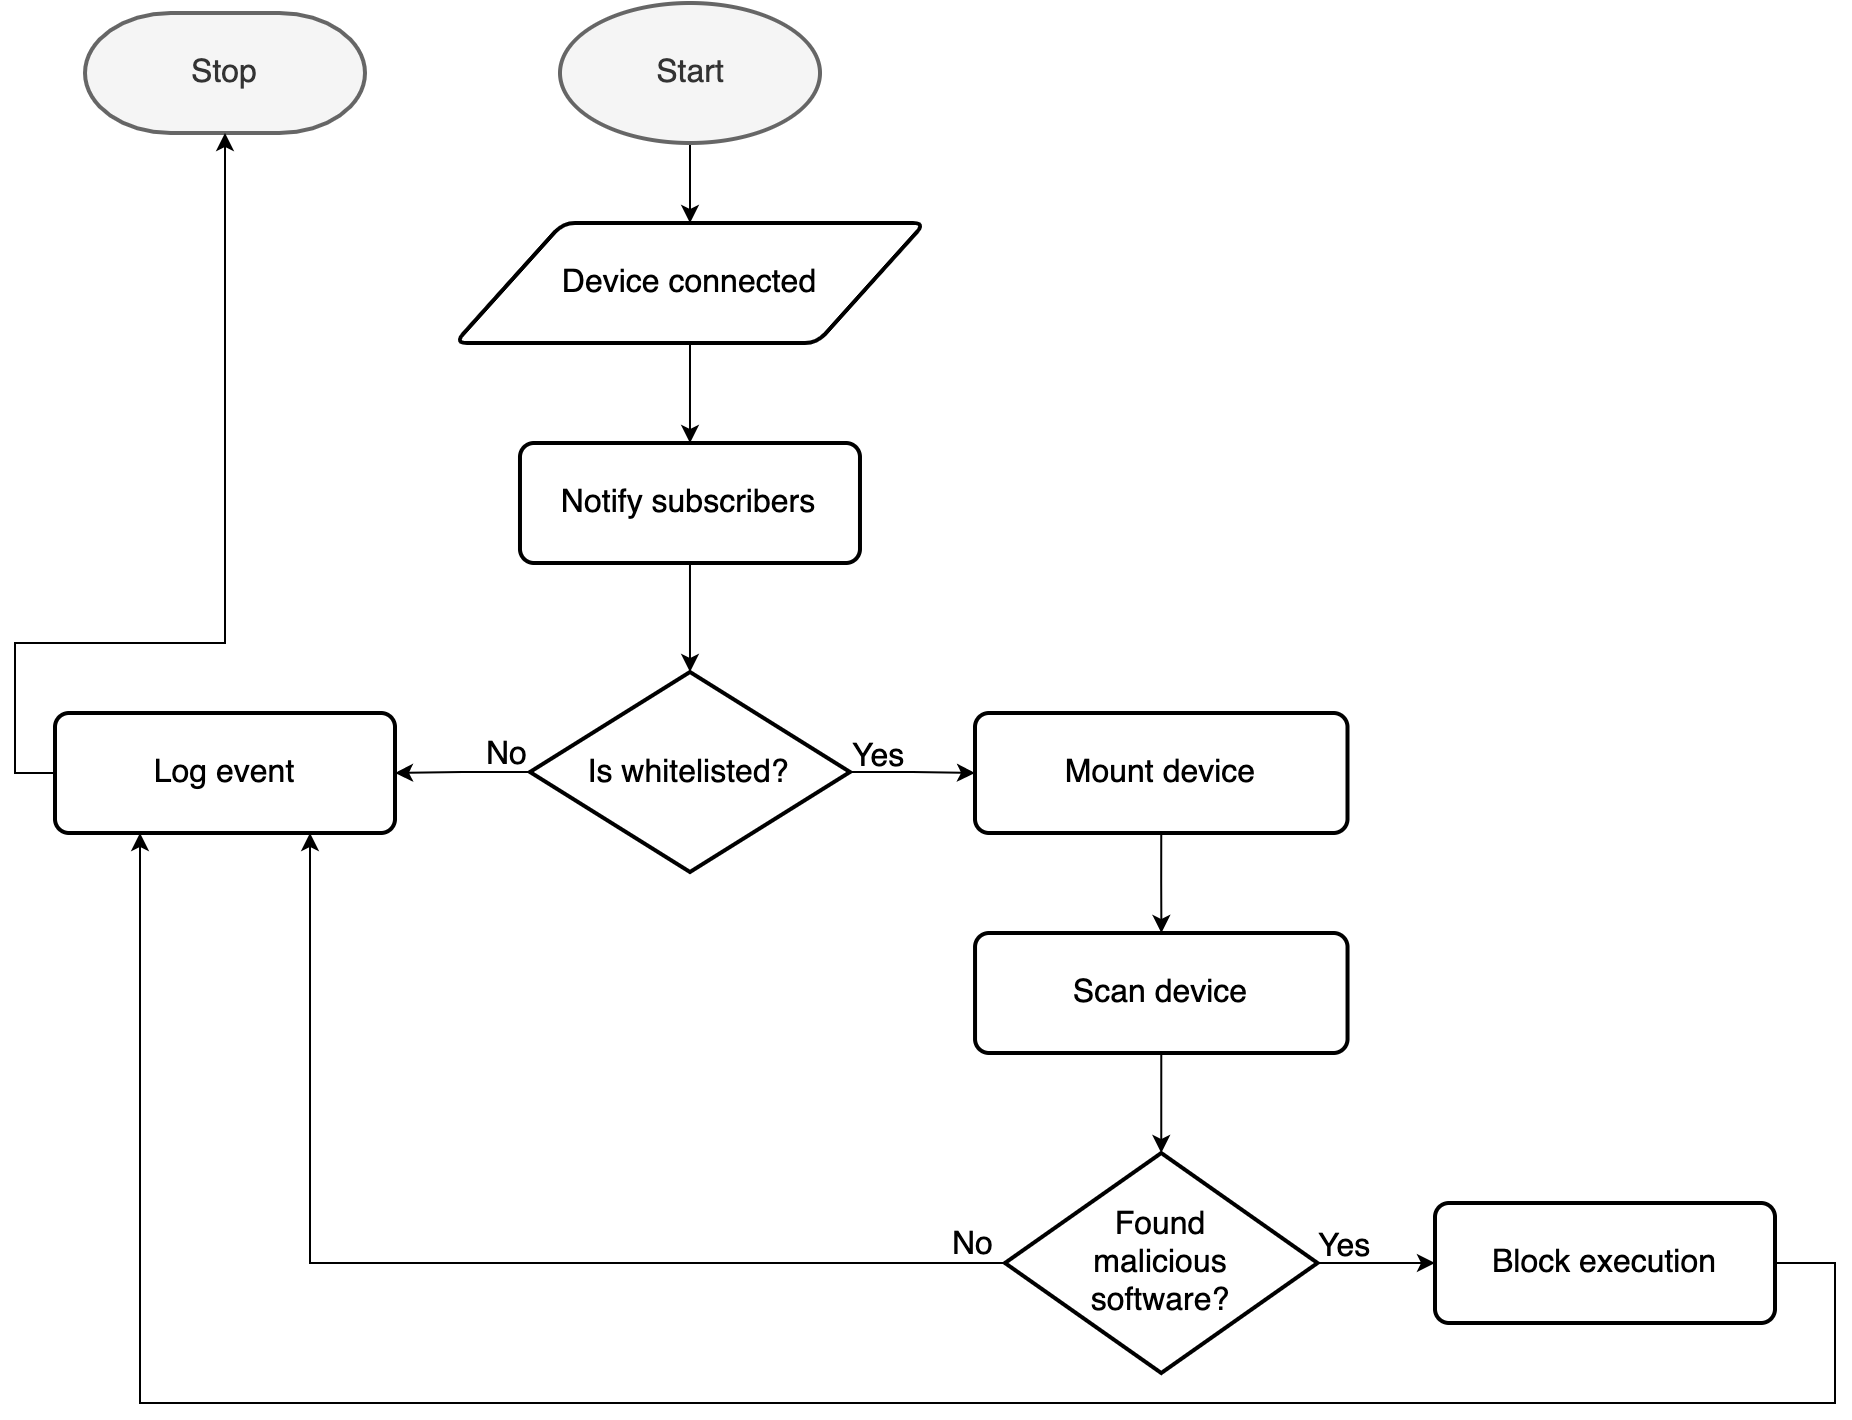 Stop
Start
Device connected
Notify subscribers
No
Yes
Log event
Is whitelisted?
Mount device
Scan device
No
Found
malicious
software?
Yes
Block execution